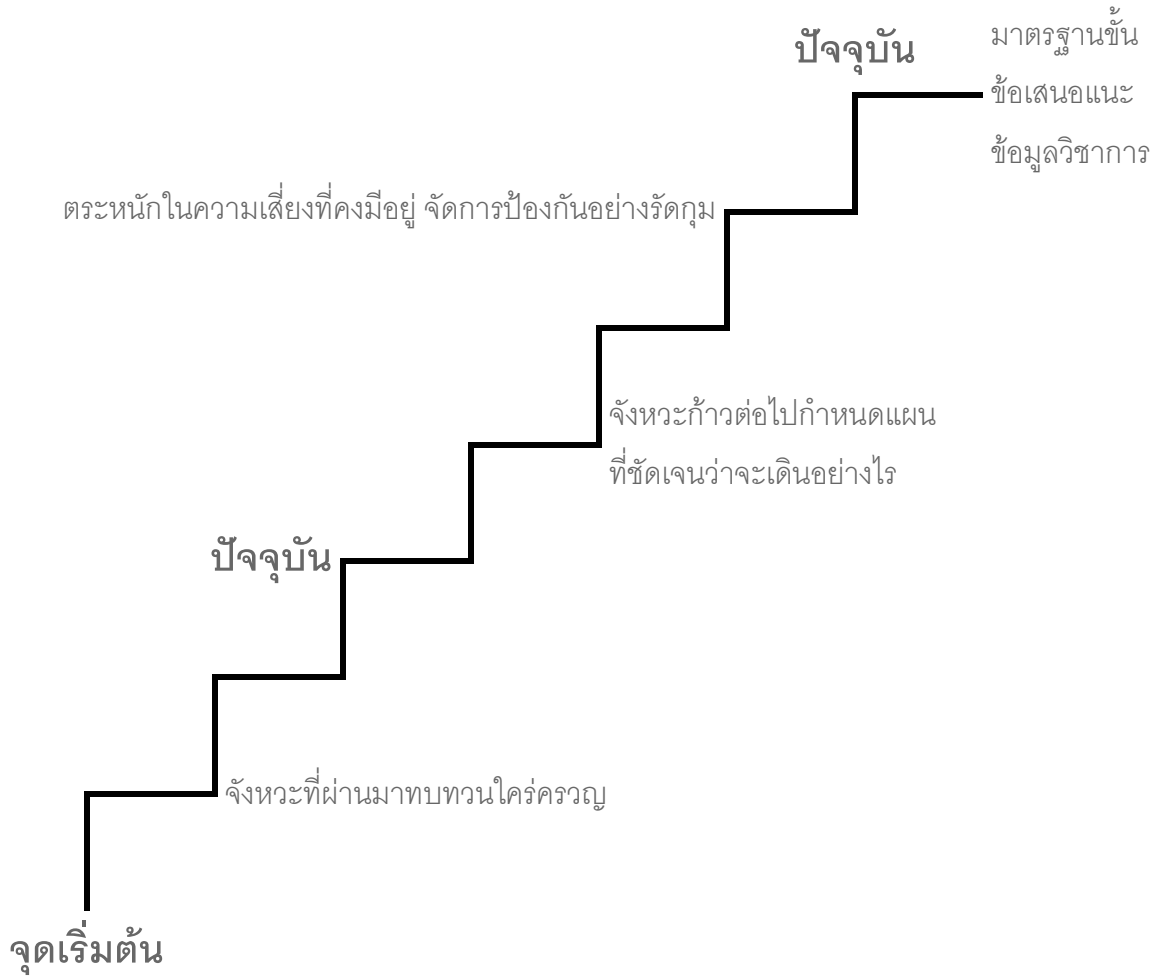 ปัจจุบัน
มาตรฐานขั้น
ข้อเสนอแนะ
ข้อมูลวิชาการ
ตระหนักในความเสี่ยงที่คงมีอยู่ จัดการป้องกันอย่างรัดกุม
จังหวะก้าวต่อไปกำหนดแผน
ที่ชัดเจนว่าจะเดินอย่างไร
ปัจจุบัน
จังหวะที่ผ่านมาทบทวนใคร่ครวญ
จุดเริ่มต้น